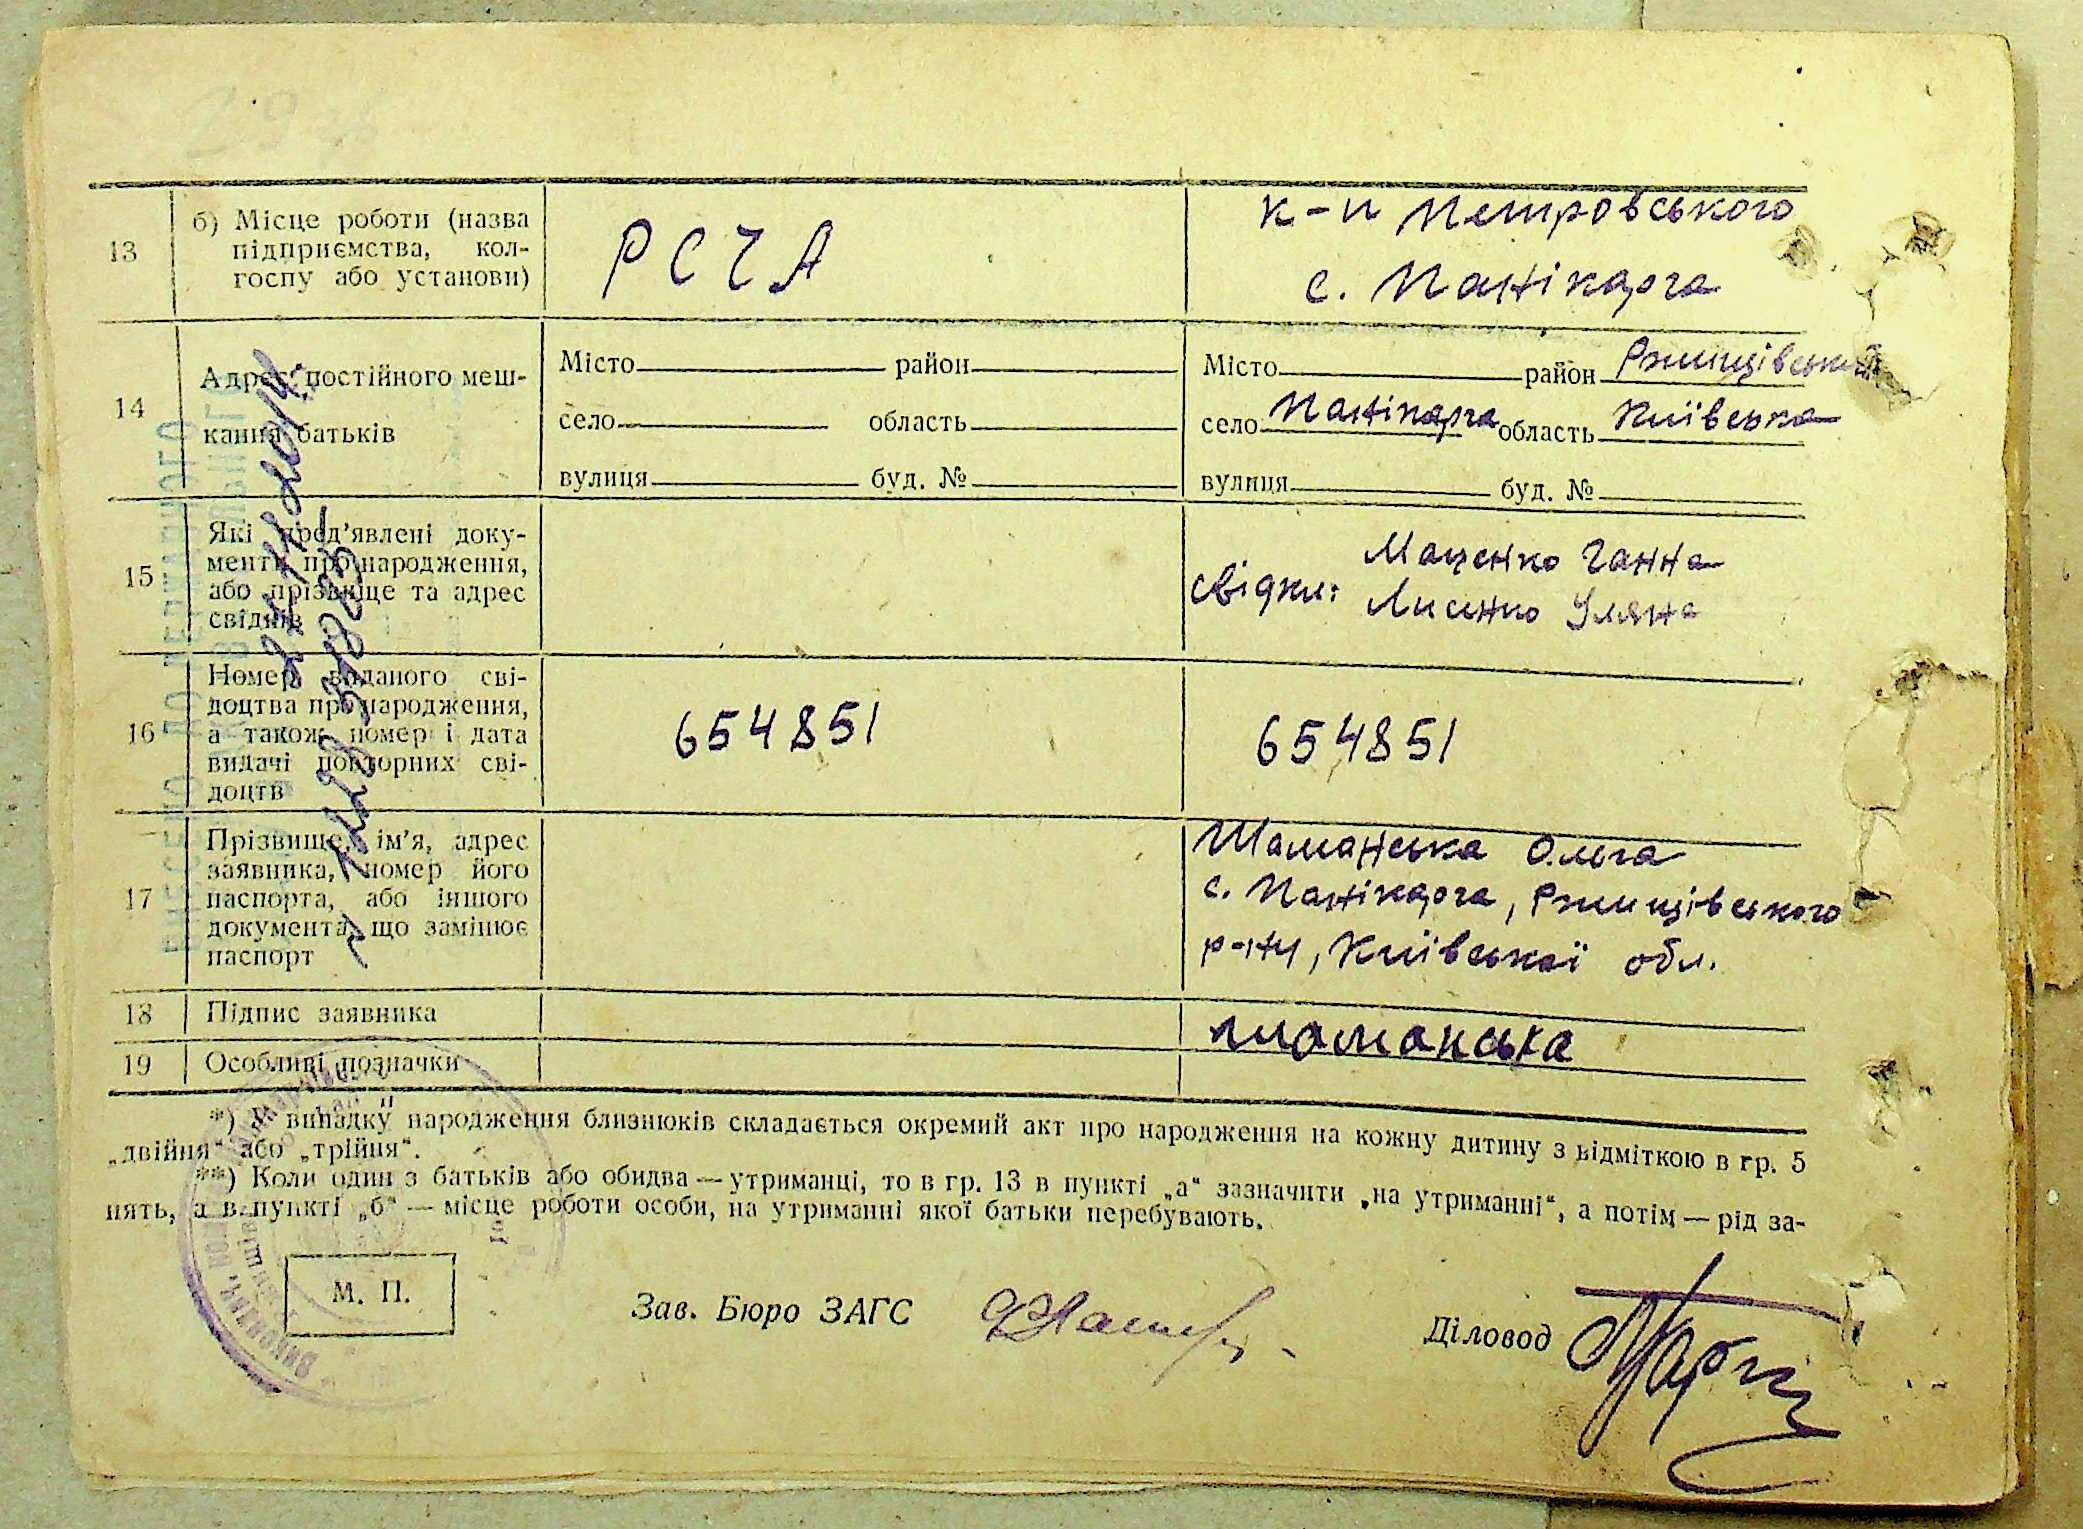 13
б) Місце роботи (назва
підприємства, кол-
госпу або установи)
РСЧА
к-п Петровського
с. Панікарга
14
Адрес постійного меш-
кання батьків
Місто район
село область
вулиця буд. №
Місто район Ржищівський
село Панікарга область Київська
вулиця буд. №
15
Які пред'явлені доку-
менти про народження,
або прізвище та адрес
свідків
свідки: Маценко Ганна
Лисенко Уляна
16
Номер виданого сві-
доцтва про народження,
а також номер і дата
видачі повторних сві-
доцтв
654851
654851
17
Прізвище, ім'я, адрес
заявника, номер його
паспорта, або іншого
документа, що замінює
паспорт
Шаманська Ольга
с. Панікарга, Ржищівського
р-ну, Київської обл.
18
Підпис заявника
шаманська
19
Особливі позначки
*) У випадку народження близнюків складається окремий акт про народження на кожну дитину з відміткою в гр. 5
„двійня“ або „трійня“.
**) Коли один з батьків або обидва — утриманці, то в гр. 13 в пункті „а“ зазначити „на утриманні“, а потім — рід за-
нять, а в пункті „б“ — місце роботи особи, на утриманні якої батьки перебувають.
М. П.
Зав. Бюро ЗАГС
Діловод